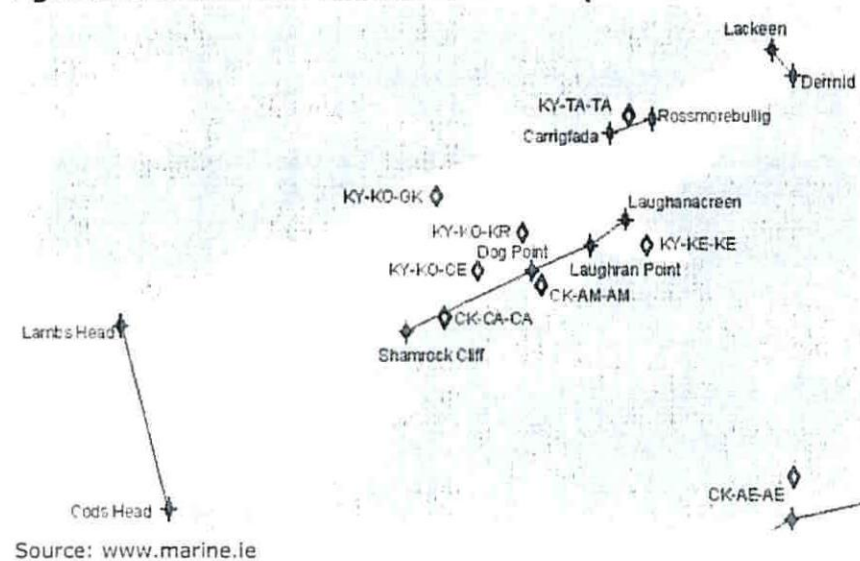 Lackeen
Derrnid
KY-TA-TA
Rossmorebullig
Carrigfada
KY-KO-GK
Laughanacreen
KY-KO-KR
KY-KE-KE
Dog Point
Laughran Point
KY-KO-CE
CK-AM-AM
CK-CA-CA
Lambs Head
Shamrock Cliff
CK-AE-AE
Cods Head
Source: www.marine.ie